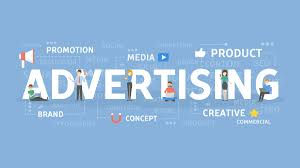 PROMOTION
MEDIA
PRODUCT
ADVERTISING
BRAND
CONCEPT
CREATIVE
COMMERCIAL